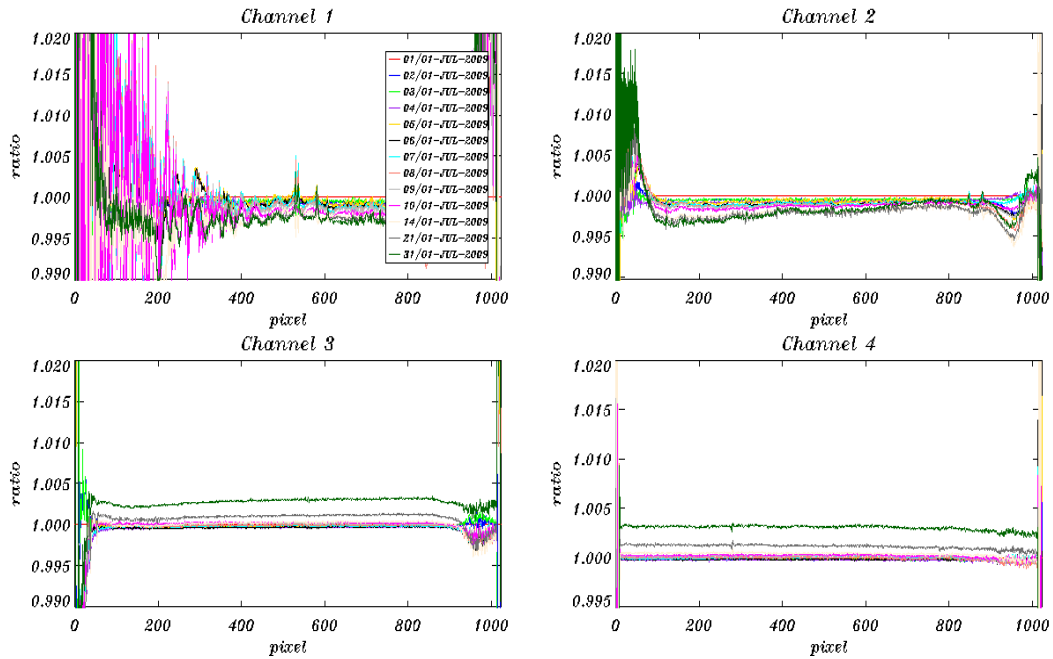 Channel 1
Channel 2
1.020
1.015
1.010
1.005
1.000
0.995
0.990
ratio
0 200 400 600 800 1000
pixel
01/01-JUL-2009
02/01-JUL-2009
03/01-JUL-2009
04/01-JUL-2009
05/01-JUL-2009
06/01-JUL-2009
07/01-JUL-2009
08/01-JUL-2009
09/01-JUL-2009
10/01-JUL-2009
14/01-JUL-2009
21/01-JUL-2009
31/01-JUL-2009
1.020
1.015
1.010
1.005
1.000
0.995
0.990
ratio
0 200 400 600 800 1000
pixel
Channel 3
Channel 4
1.020
1.015
1.010
1.005
1.000
0.995
0.990
ratio
0 200 400 600 800 1000
pixel
1.020
1.015
1.010
1.005
1.000
0.995
ratio
0 200 400 600 800 1000
pixel